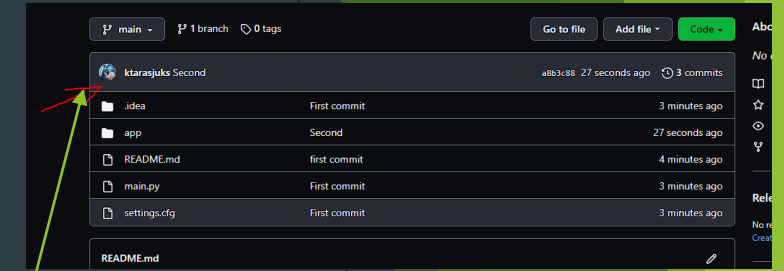 main 1 branch 0 tags Go to file Add file Code
Abo
ktarasjuks Second a8b3c88 27 seconds ago 3 commits
No
.idea First commit 3 minutes ago
app Second 27 seconds ago
README.md first commit 4 minutes ago
main.py First commit 3 minutes ago
settings.cfg First commit 3 minutes ago
Rele
No re
Creat
README.md